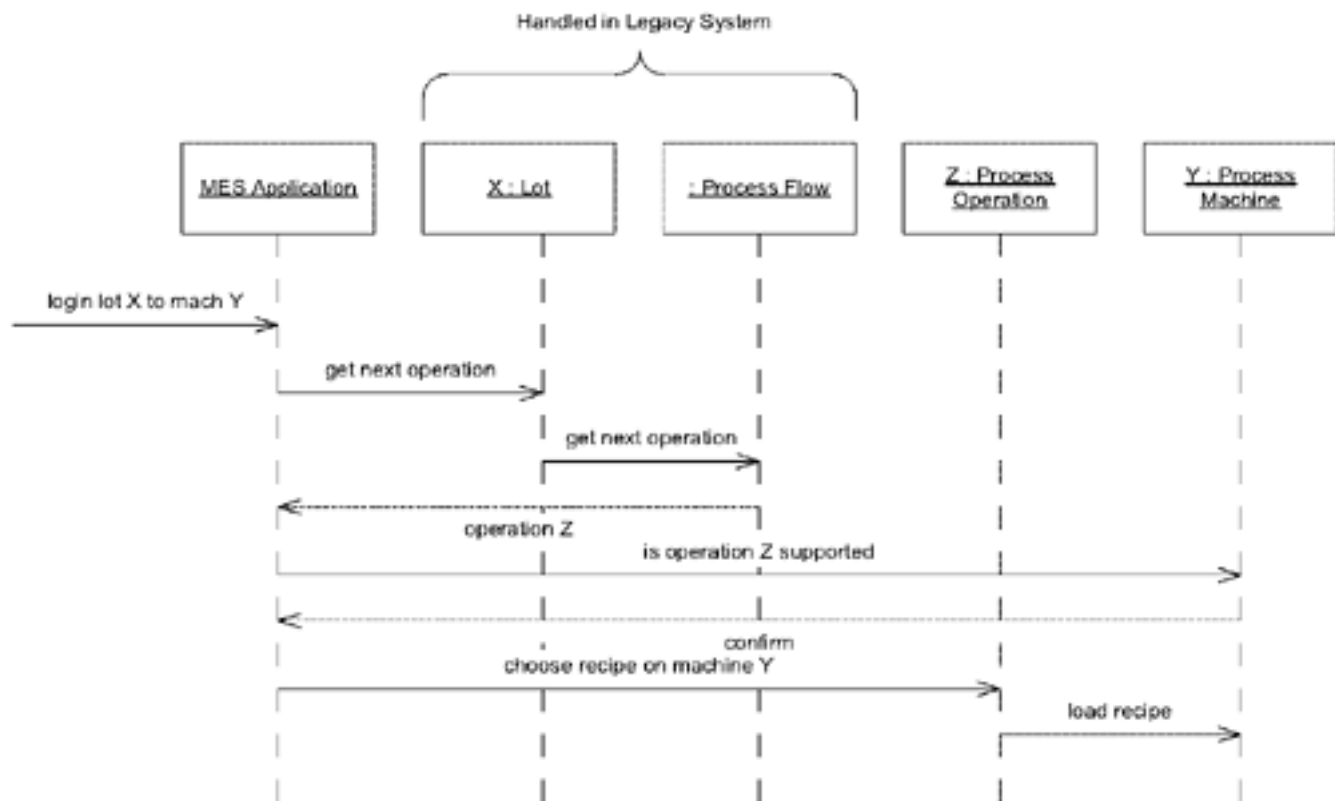 Handled in Legacy System
MES Application
X : Lot
: Process Flow
Z : Process
Operation
Y : Process
Machine
login lot X to mach Y
get next operation
get next operation
operation Z
is operation Z supported
confirm
choose recipe on machine Y
load recipe